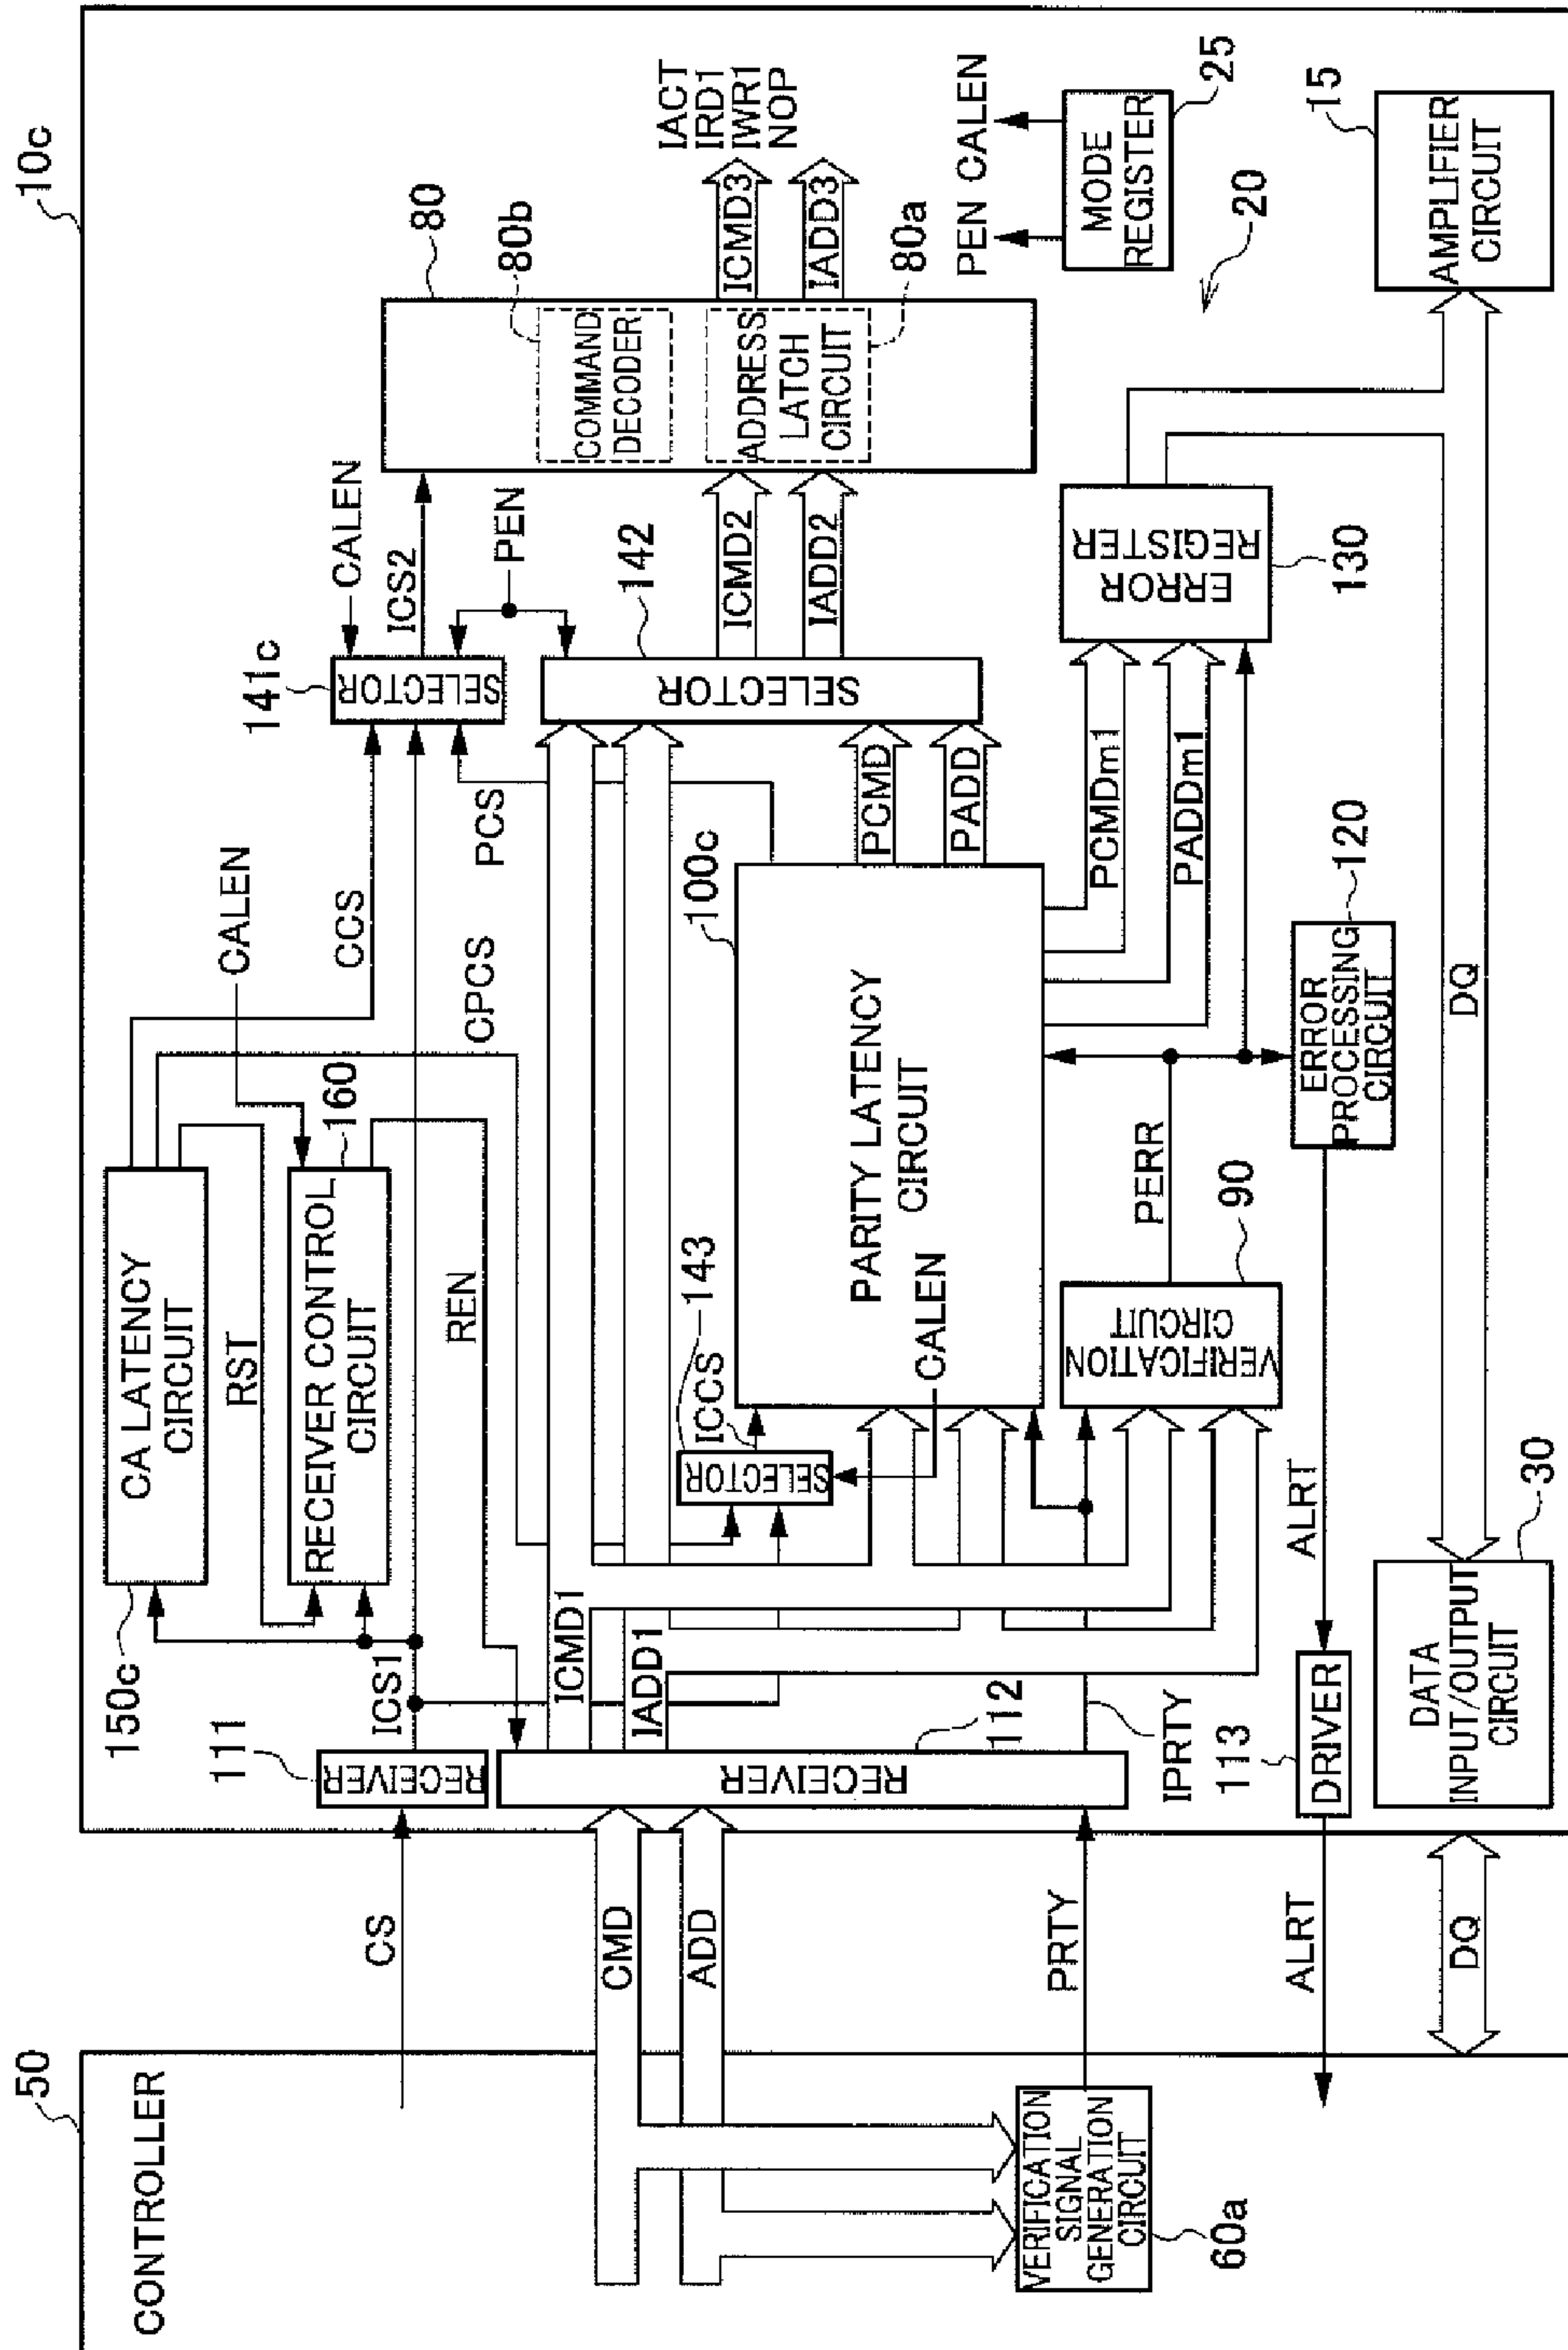 50
CONTROLLER
CS
CMD
ADD
PRTY
VERIFICATION
SIGNAL
GENERATION
CIRCUIT
60a
ALRT
DQ
10c
111
RECEIVER
RECEIVER
112
ICS1
ICMD1
IADD1
IPRTY
113
DRIVER
ALRT
DATA
INPUT/OUTPUT
CIRCUIT
30
150c
CA LATENCY
CIRCUIT
RST
RECEIVER CONTROL
CIRCUIT
160
REN
CALEN
CCS
CPCS
PCS
SELECTOR
143
ICCS
CALEN
PARITY LATENCY
CIRCUIT
100c
VERIFICATION
CIRCUIT
90
PERR
ERROR
PROCESSING
CIRCUIT
120
DQ
PCMD
PADD
PCMDm1
PADDm1
141c
SELECTOR
CALEN
ICS2
PEN
142
SELECTOR
ICMD2
IADD2
ERROR
REGISTER
130
80
80b
COMMAND
DECODER
ADDRESS
LATCH
CIRCUIT
80a
ICMD3
IADD3
IACT
IRD1
IWR1
NOP
PEN CALEN
MODE
REGISTER
25
20
15
AMPLIFIER
CIRCUIT